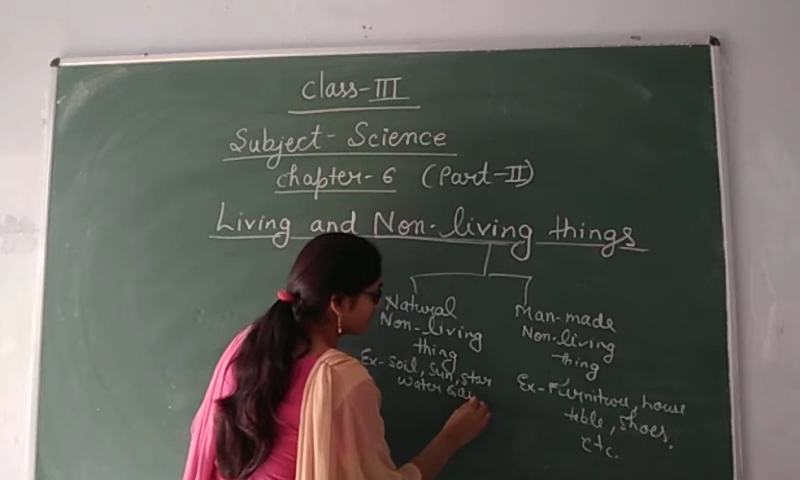 Class-III
Subject-Science
Chapter-6 (Part-II)
Living and Non-living things
Natural
Non-living
thing
Ex-Soil, Sun, star
water
Man-made
Non-living
thing
Ex-Furniture, house
table, shoes,
etc.